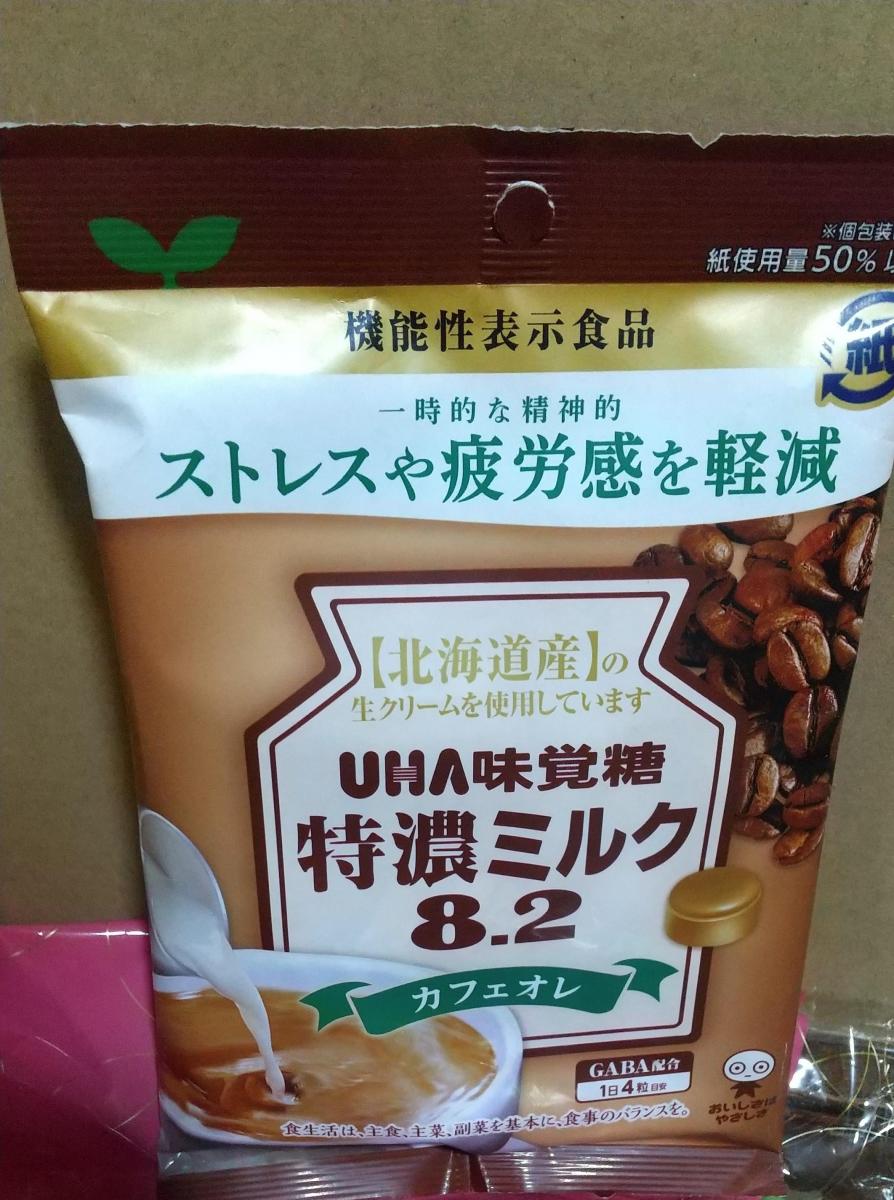 ※個包装
紙使用量50%以
機能性表示食品
紙
一時的な精神的
ストレスや疲労感を軽減
【北海道産】の
生クリームを使用しています
UHA味覚糖
特濃ミルク
8.2
カフェオレ
GABA配合
1日4粒目安
おいしさは
やさしさ
食生活は、主食、主菜、副菜を基本に、食事のバランスを。